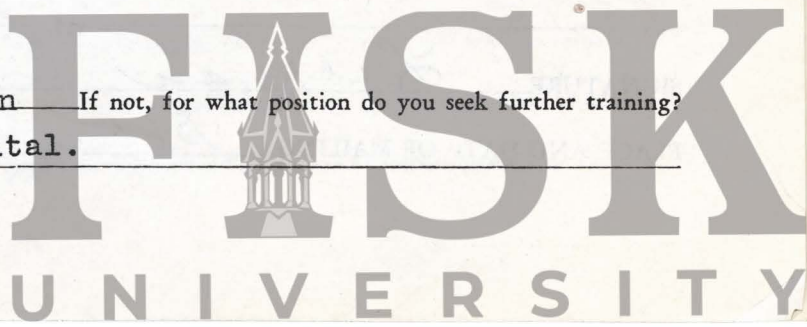 n If not, for what position do you seek further training?
tal.
FISK
UNIVERSITY